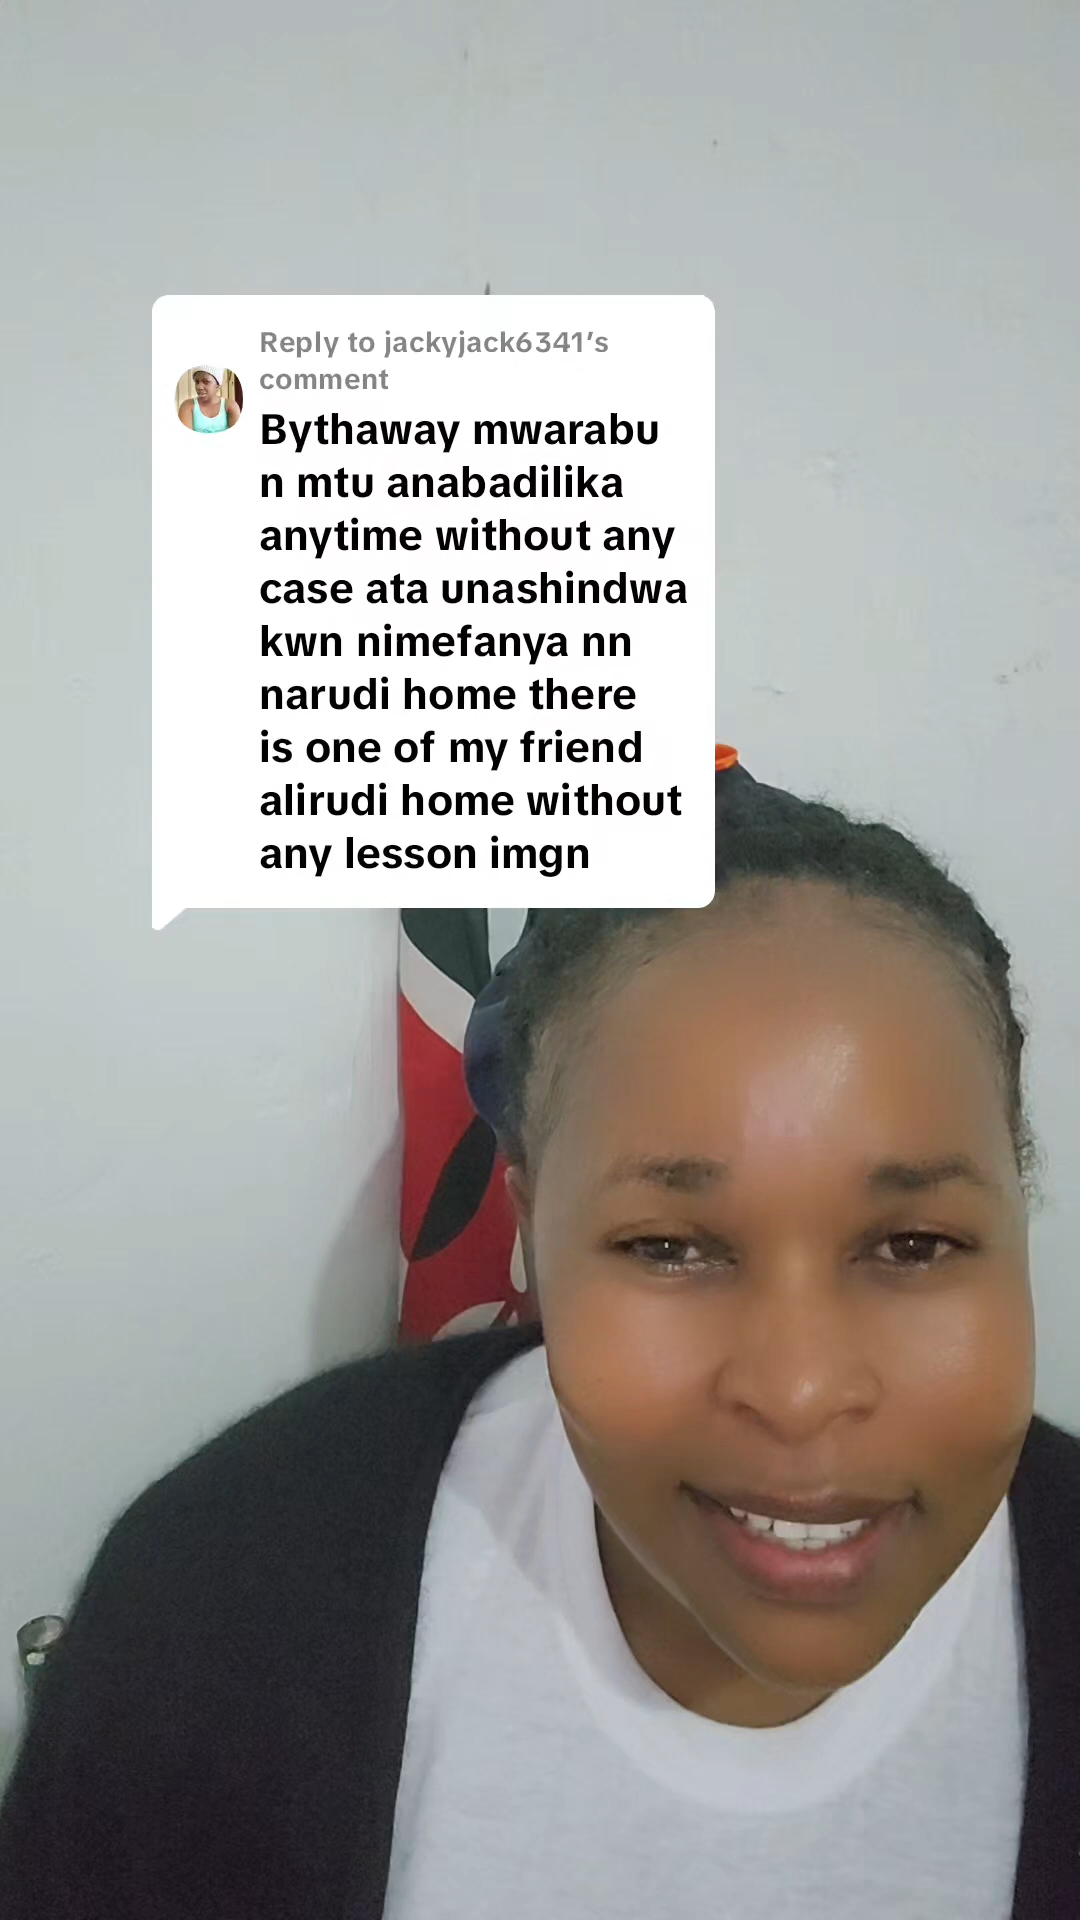 Reply to jackyjack6341's
comment
Bythaway mwarabu
n mtu anabadilika
anytime without any
case ata unashindwa
kwn nimefanya nn
narudi home there
is one of my friend
alirudi home without
any lesson imgn